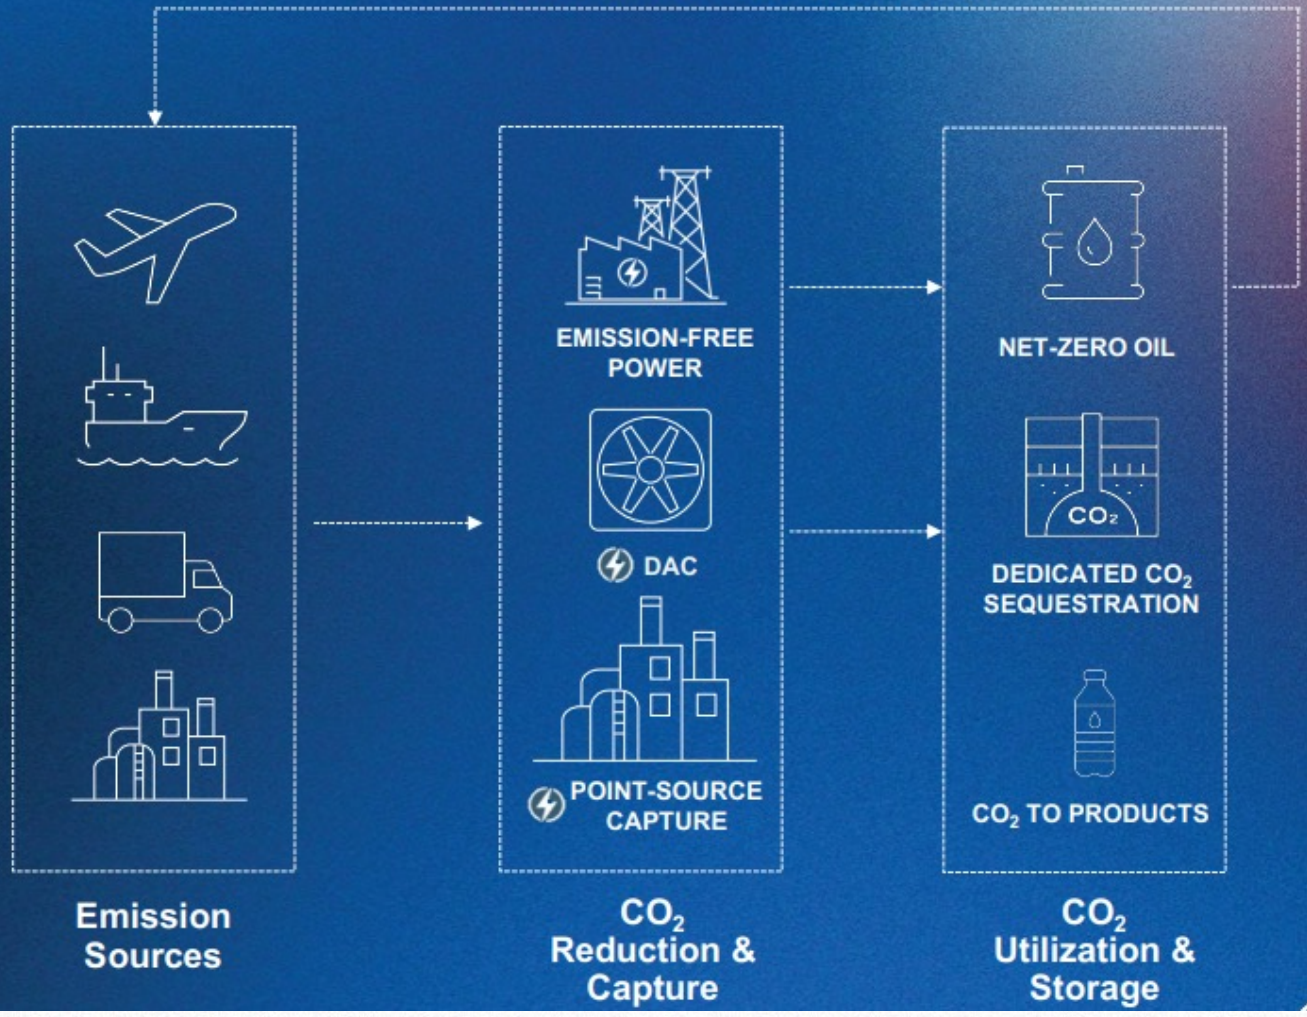 EMISSION-FREE
POWER
DAC
POINT-SOURCE
CAPTURE
NET-ZERO OIL
CO₂
DEDICATED CO₂
SEQUESTRATION
CO₂ TO PRODUCTS
Emission
Sources
CO₂
Reduction &
Capture
CO₂
Utilization &
Storage